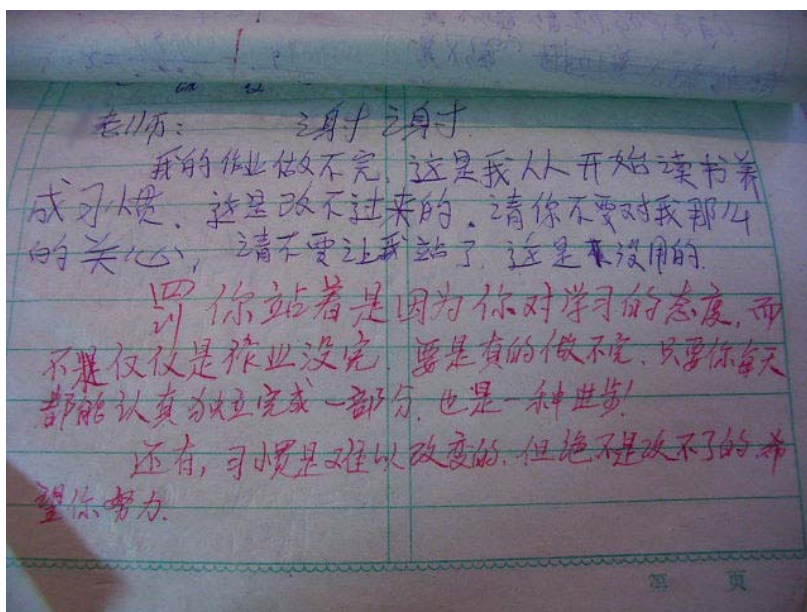 老师: 谢谢
我的作业做不完,这是我从开始读书养
成习惯,这是改不过来的。请你不要对我那么
的关心,请不要让我站了,这是没用的.
罚你站着是因为你对学习的态度,而
不仅仅是作业没完.要是真的做不完.只要你每天
都能认真独立完成一部分.也是一种进步!
还有,习惯是难以改变的.但绝不是改不了的.希
望你努力.
第 页